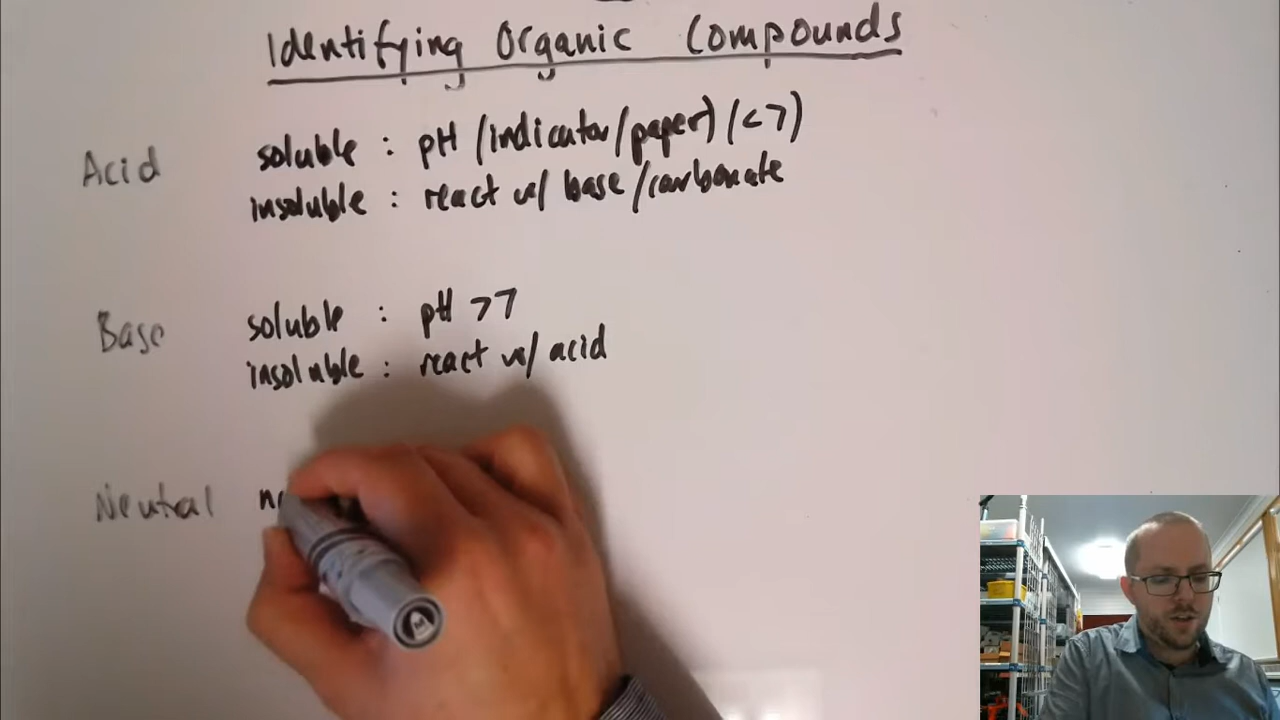 Identifying Organic Compounds
Acid
soluble : pH /indicator/paper) (<7)
insoluble : react w/ base/carbonate
Base
soluble : pH >7
insoluble : react w/ acid
Neutral